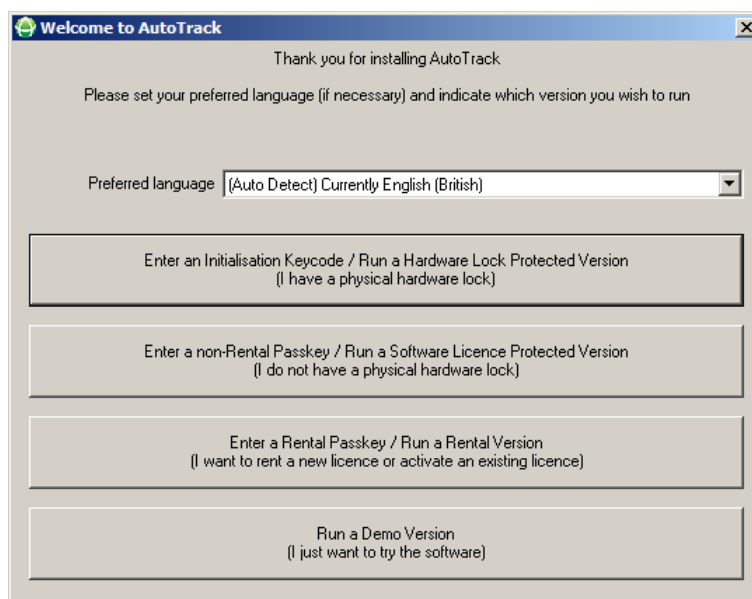 Welcome to AutoTrack
Thank you for installing AutoTrack
Please set your preferred language (if necessary) and indicate which version you wish to run
Preferred language (Auto Detect) Currently English (British)
Enter an Initialisation Keycode / Run a Hardware Lock Protected Version
(I have a physical hardware lock)
Enter a non-Rental Passkey / Run a Software Licence Protected Version
(I do not have a physical hardware lock)
Enter a Rental Passkey / Run a Rental Version
(I want to rent a new licence or activate an existing licence)
Run a Demo Version
(I just want to try the software)